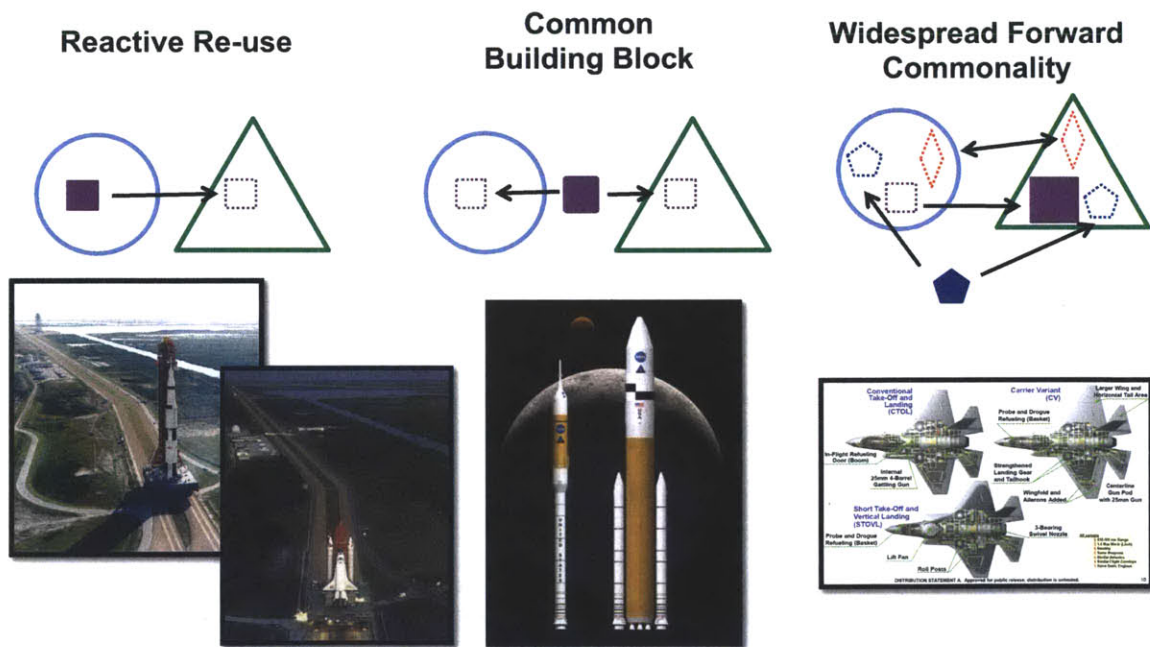 Reactive Re-use
Common
Building Block
Widespread Forward
Commonality
Conventional
Take-Off and
Landing
(CTOL)
Carrier Variant
(CV)
Larger Wing and
Horizontal Tail Area
Probe and Drogue
Refueling (Basket)
In-Flight Refueling
Door (Boom)
Internal
25mm 4-Barrel
Gattling Gun
Strengthened
Landing Gear
and Tailhook
Wingfold and
Ailerons Added
Centerline
Gun Pod
with 25mm Gun
Short Take-Off and
Vertical Landing
(STOVL)
Probe and Drogue
Refueling (Basket)
Lift Fan
Roll Posts
3-Bearing
Swivel Nozzle
DISTRIBUTION STATEMENT A. Approved for public release, distribution is unlimited.